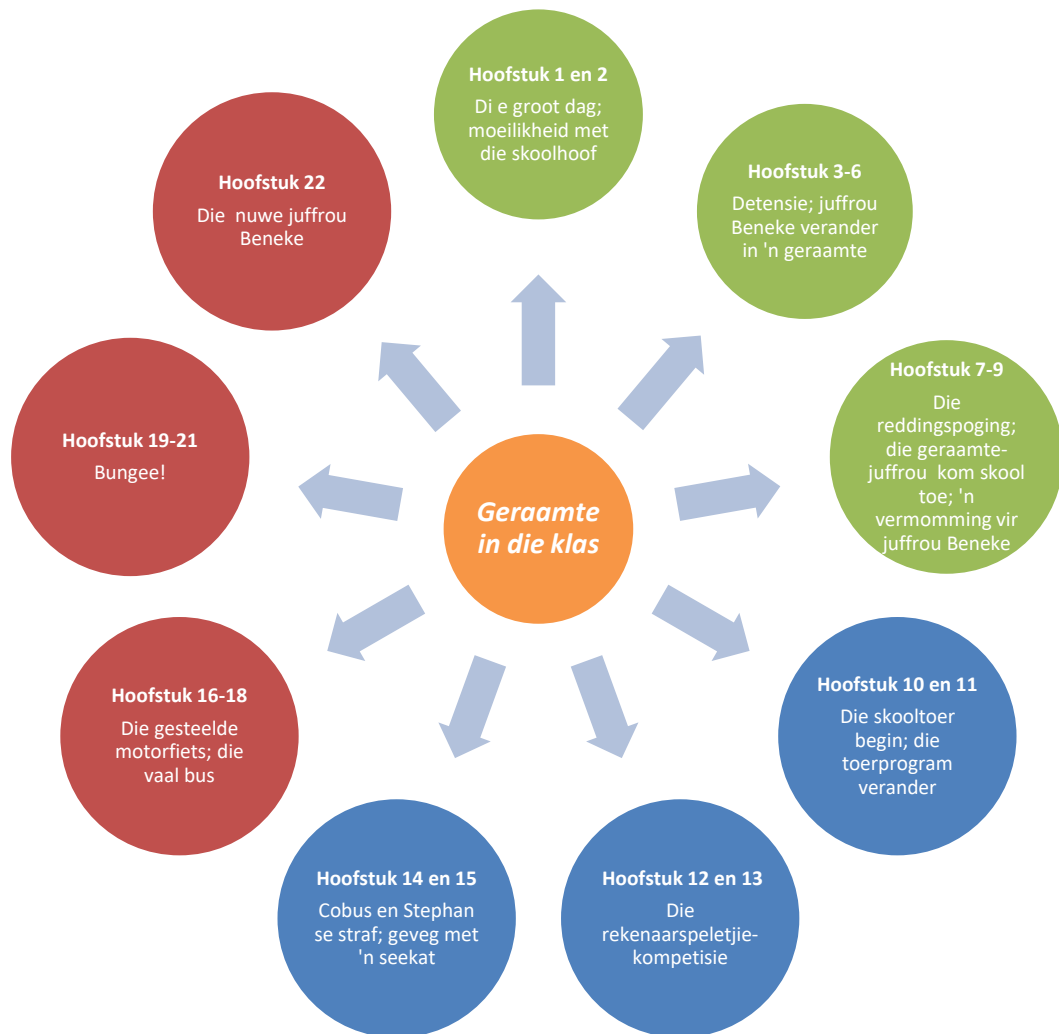 Hoofstuk 1 en 2
Di e groot dag;
moeilikheid met
die skoolhoof
Hoofstuk 3-6
Detensie; juffrou
Beneke verander
in 'n geraamte
Hoofstuk 7-9
Die
reddingspoging;
die geraamte-
juffrou kom skool
toe; 'n
vermomming vir
juffrou Beneke
Hoofstuk 10 en 11
Die skooltoer
begin; die
toerprogram
verander
Hoofstuk 12 en 13
Die
rekenaarspeletjie-
kompetisie
Hoofstuk 14 en 15
Cobus en Stephan
se straf; geveg met
'n seekat
Hoofstuk 16-18
Die gesteelde
motorfiets; die
vaal bus
Hoofstuk 19-21
Bungee!
Hoofstuk 22
Die nuwe juffrou
Beneke
Geraamte
in die klas